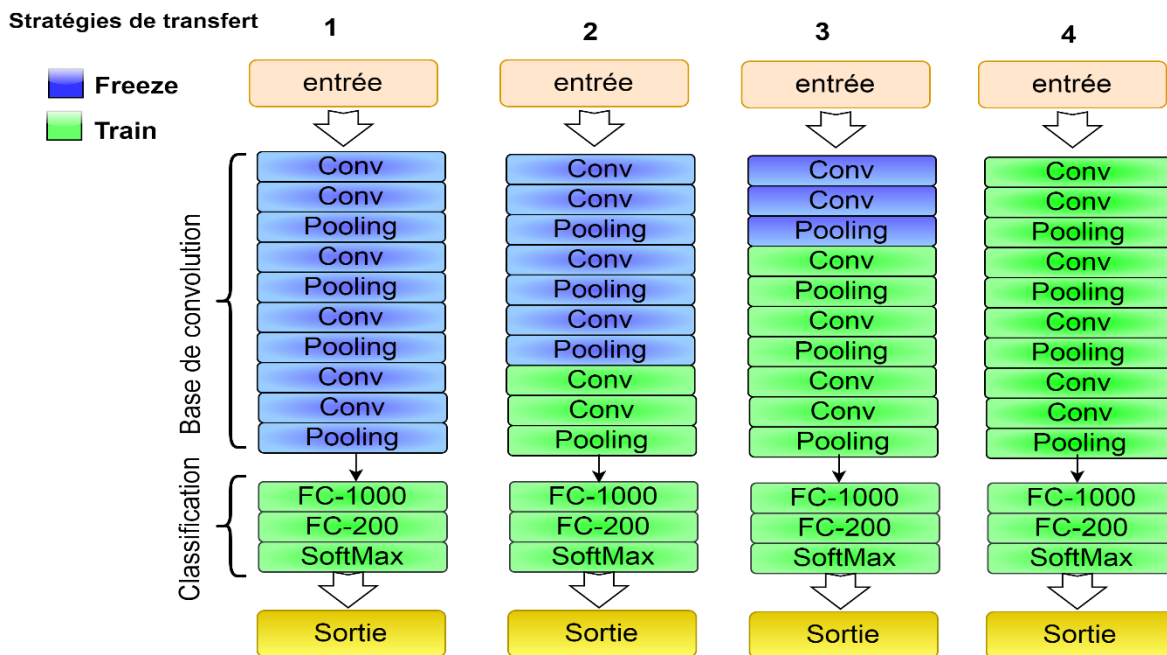 Stratégies de transfert
1
2
3
4
Freeze
Train
entrée
entrée
entrée
entrée
Base de convolution
Conv
Conv
Pooling
Conv
Pooling
Conv
Pooling
Conv
Conv
Pooling
Conv
Conv
Pooling
Conv
Pooling
Conv
Pooling
Conv
Conv
Pooling
Conv
Conv
Pooling
Conv
Pooling
Conv
Pooling
Conv
Conv
Pooling
Conv
Conv
Pooling
Conv
Pooling
Conv
Pooling
Conv
Conv
Pooling
Classification
FC-1000
FC-200
SoftMax
FC-1000
FC-200
SoftMax
FC-1000
FC-200
SoftMax
FC-1000
FC-200
SoftMax
Sortie
Sortie
Sortie
Sortie